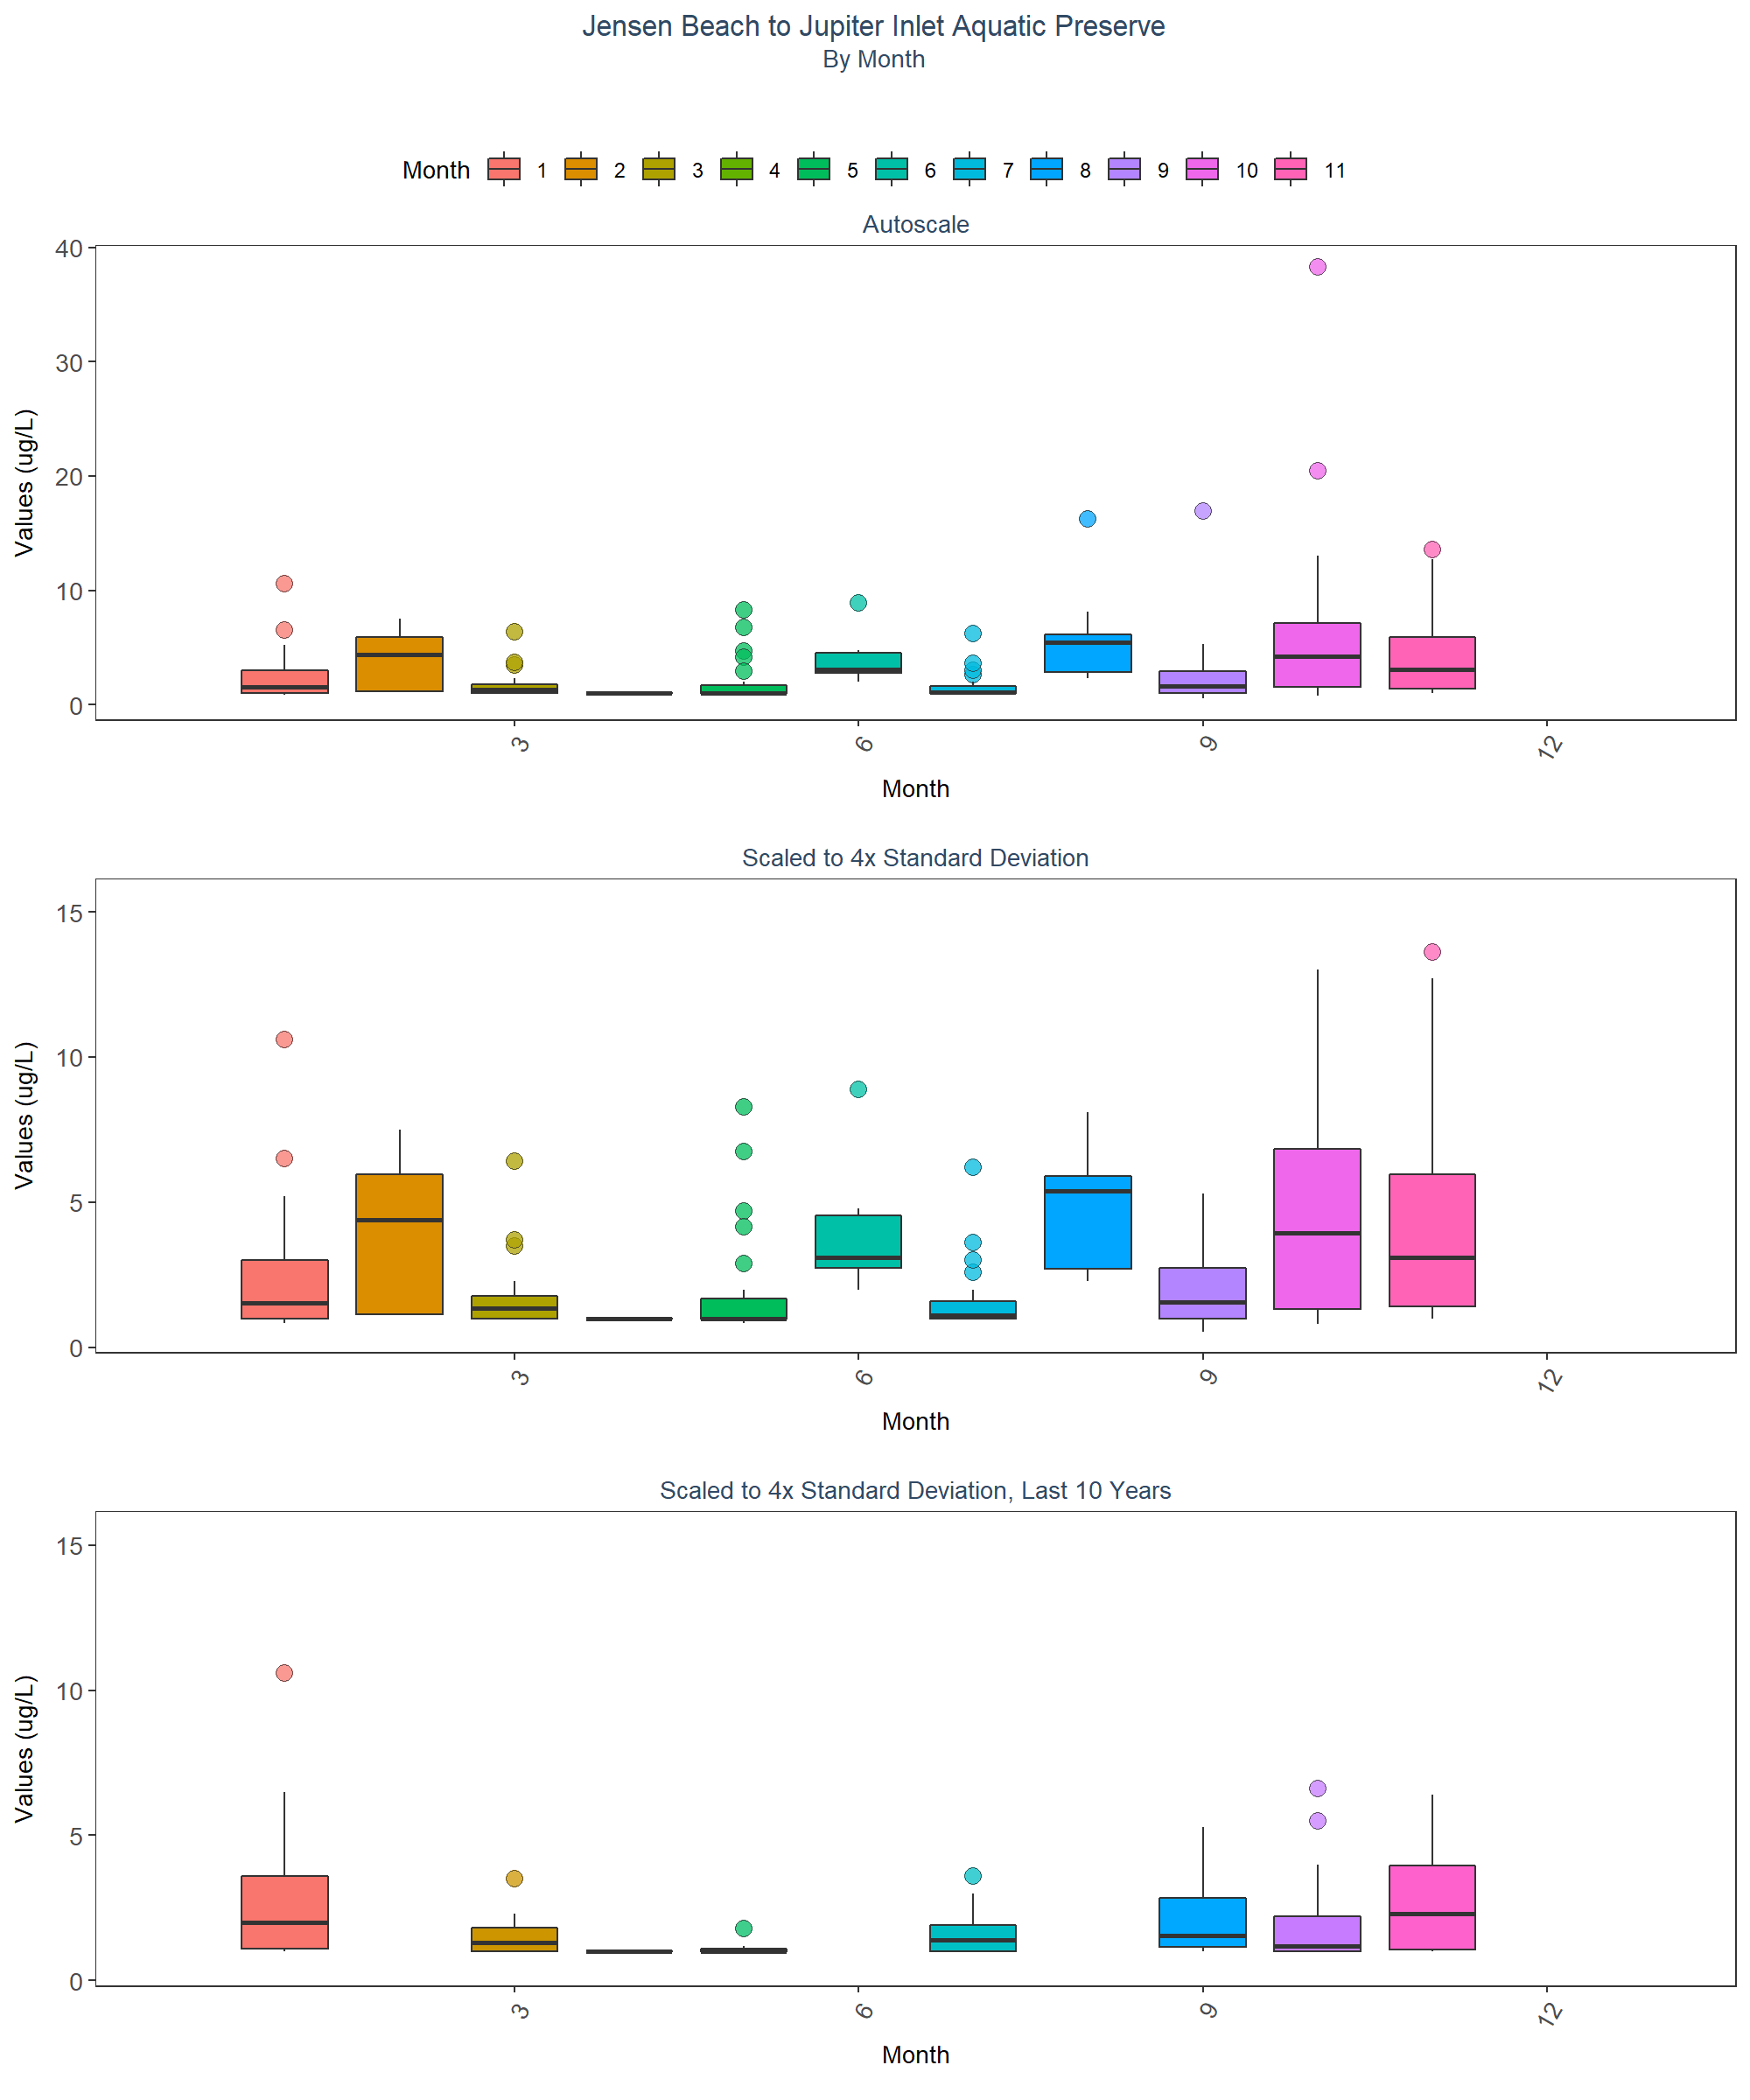 Jensen Beach to Jupiter Inlet Aquatic Preserve
By Month
Month 1 2 3 4 5 6 7 8 9 10 11
Autoscale
40
30
20
10
0
Values (ug/L)
3 6 9 12
Month
Scaled to 4x Standard Deviation
15
10
5
0
Values (ug/L)
3 6 9 12
Month
Scaled to 4x Standard Deviation, Last 10 Years
15
10
5
0
Values (ug/L)
3 6 9 12
Month